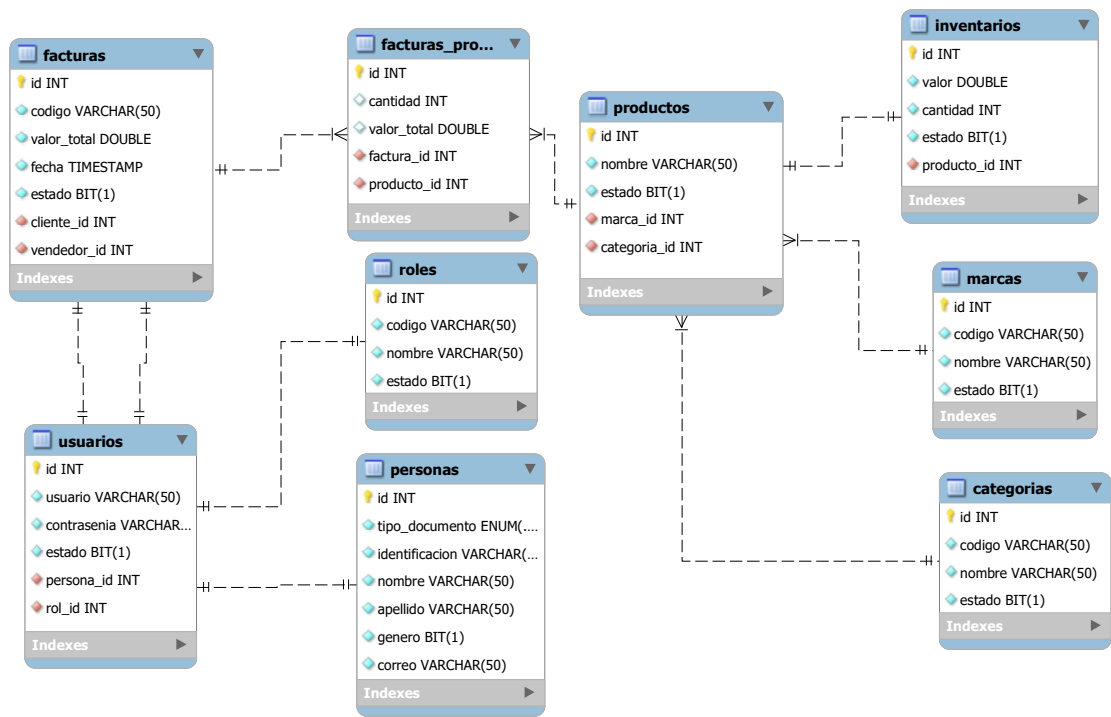 facturas
id INT
codigo VARCHAR(50)
valor_total DOUBLE
fecha TIMESTAMP
estado BIT(1)
cliente_id INT
vendedor_id INT
Indexes
facturas_pro...
id INT
cantidad INT
valor_total DOUBLE
factura_id INT
producto_id INT
Indexes
productos
id INT
nombre VARCHAR(50)
estado BIT(1)
marca_id INT
categoria_id INT
Indexes
inventarios
id INT
valor DOUBLE
cantidad INT
estado BIT(1)
producto_id INT
Indexes
roles
id INT
codigo VARCHAR(50)
nombre VARCHAR(50)
estado BIT(1)
Indexes
marcas
id INT
codigo VARCHAR(50)
nombre VARCHAR(50)
estado BIT(1)
Indexes
usuarios
id INT
usuario VARCHAR(50)
contrasenia VARCHAR...
estado BIT(1)
persona_id INT
rol_id INT
Indexes
personas
id INT
tipo_documento ENUM(....
identificacion VARCHAR(...
nombre VARCHAR(50)
apellido VARCHAR(50)
genero BIT(1)
correo VARCHAR(50)
Indexes
categorias
id INT
codigo VARCHAR(50)
nombre VARCHAR(50)
estado BIT(1)
Indexes